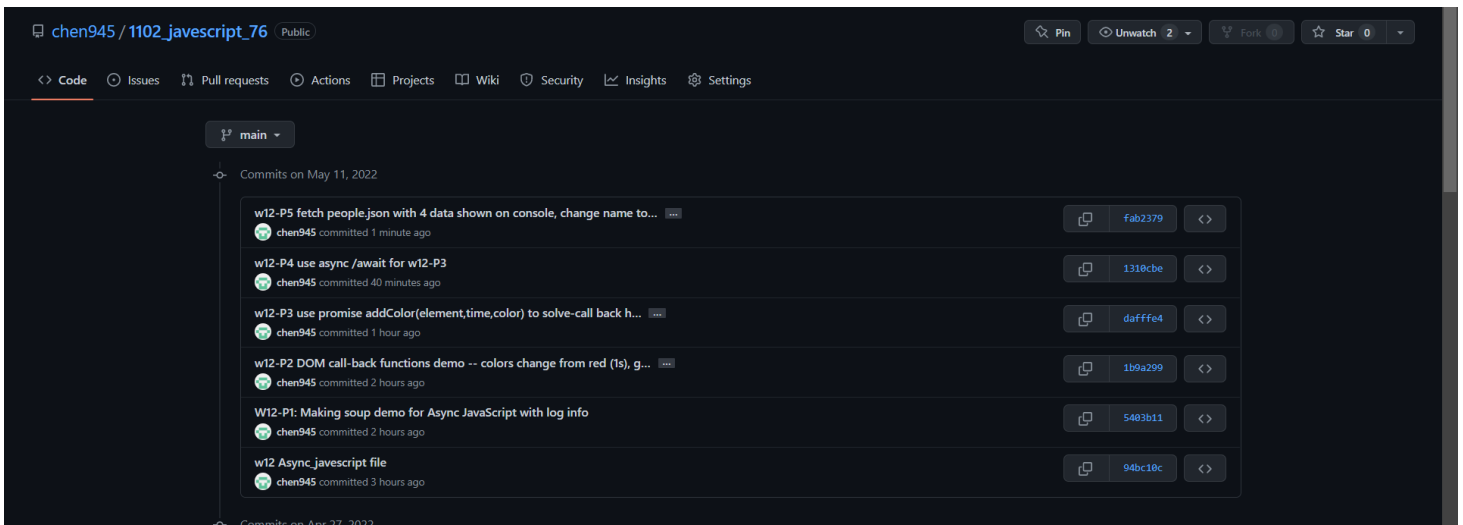 chen945 / 1102_javescript_76 Public Pin Unwatch 2 Fork 0 Star 0
Code Issues Pull requests Actions Projects Wiki Security Insights Settings
main
Commits on May 11, 2022
w12-P5 fetch people.json with 4 data shown on console, change name to... ...
fab2379
chen945 committed 1 minute ago
w12-P4 use async /await for w12-P3
1310cbe
chen945 committed 40 minutes ago
w12-P3 use promise addColor(element,time,color) to solve-call back h... ...
dafffe4
chen945 committed 1 hour ago
w12-P2 DOM call-back functions demo -- colors change from red (1s), g... ...
1b9a299
chen945 committed 2 hours ago
W12-P1: Making soup demo for Async JavaScript with log info
5403b11
chen945 committed 2 hours ago
w12 Async_javescript file
94bc10c
chen945 committed 3 hours ago
Commits on Apr 27, 2022